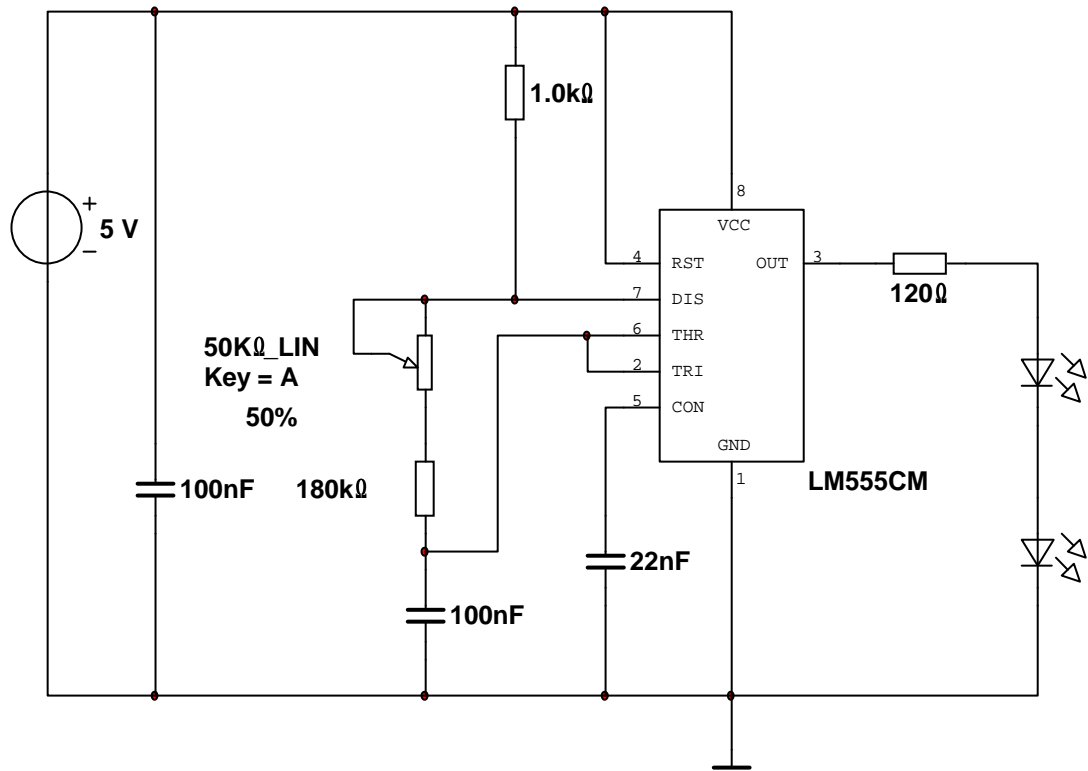 1.0kΩ
+
5 V
−
8
VCC
4
RST
OUT
3
120Ω
7
DIS
6
THR
50KΩ_LIN
Key = A
50%
2
TRI
5
CON
GND
1
LM555CM
100nF
180kΩ
22nF
100nF